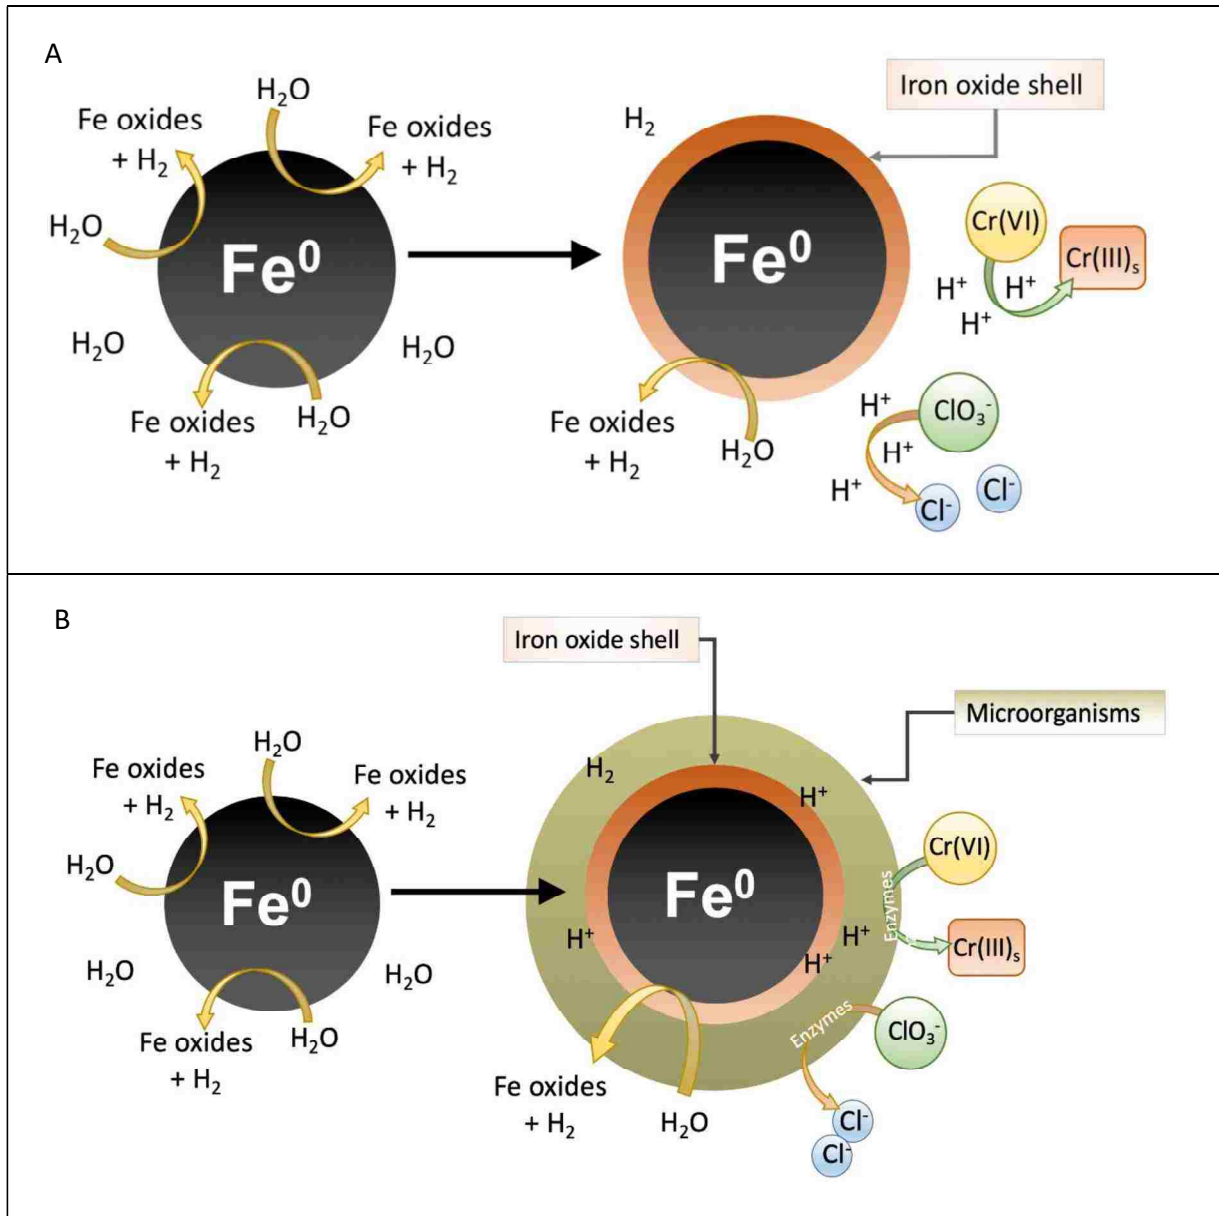 A
H₂O
Fe oxides
+ H₂
Fe oxides
+ H₂
H₂O
Fe⁰
H₂O
H₂O
H₂O
Fe oxides
+ H₂
Iron oxide shell
H₂
Fe⁰
Cr(VI)
Cr(III)ₛ
H⁺
H⁺
H⁺
Fe oxides
+ H₂
H₂O
H⁺
ClO₃⁻
H⁺
H⁺
Cl⁻
Cl⁻
B
Iron oxide shell
Microorganisms
H₂O
Fe oxides
+ H₂
Fe oxides
+ H₂
H₂O
Fe⁰
H₂O
H₂O
H₂O
Fe oxides
+ H₂
H₂
H⁺
Fe⁰
H⁺
H⁺
H⁺
Enzymes
Cr(VI)
Cr(III)ₛ
Enzymes
ClO₃⁻
Fe oxides
+ H₂
H₂O
Cl⁻
Cl⁻